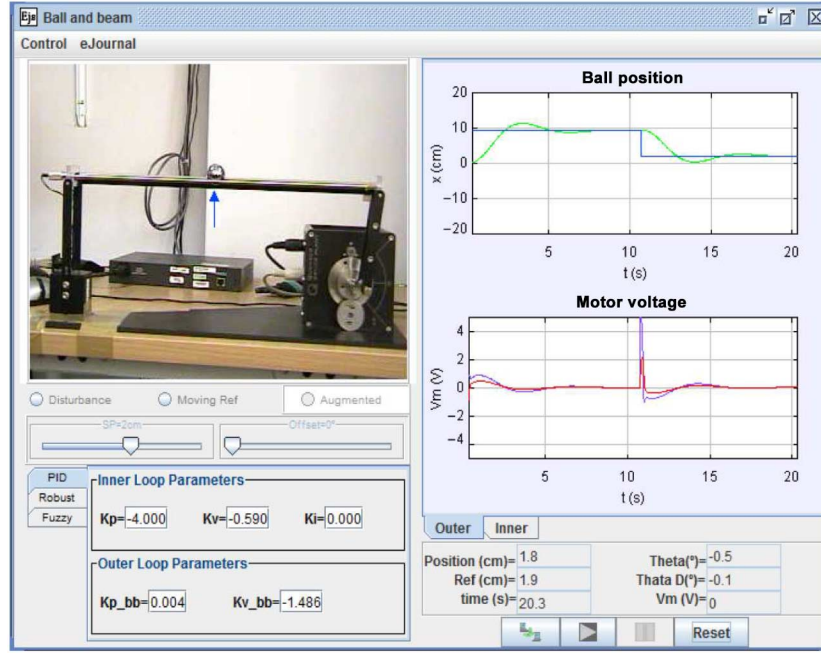 Ejs Ball and beam
Control eJournal
Disturbance Moving Ref Augmented
SP=2cm Offset=0°
PID
Robust
Fuzzy
Inner Loop Parameters
Kp= -4.000 Kv= -0.590 Ki= 0.000
Outer Loop Parameters
Kp_bb= 0.004 Kv_bb= -1.486
Ball position
x (cm)
20
10
0
−10
−20
5 10 15 20
t (s)
Motor voltage
Vm (V)
4
2
0
−2
−4
5 10 15 20
t (s)
Outer Inner
Position (cm)= 1.8 Theta(°)= -0.5
Ref (cm)= 1.9 Thata D(°)= -0.1
time (s)= 20.3 Vm (V)= 0
Reset